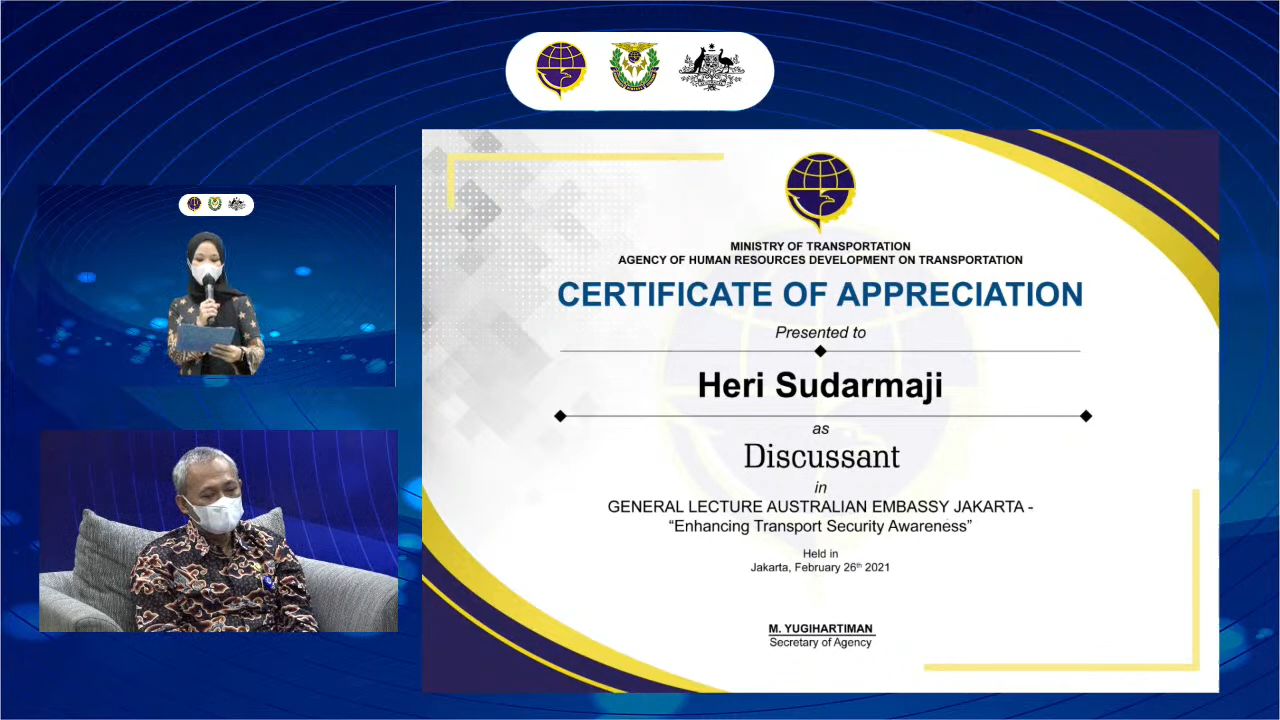 MINISTRY OF TRANSPORTATION
AGENCY OF HUMAN RESOURCES DEVELOPMENT ON TRANSPORTATION
CERTIFICATE OF APPRECIATION
Presented to
Heri Sudarmaji
as
Discussant
in
GENERAL LECTURE AUSTRALIAN EMBASSY JAKARTA -
“Enhancing Transport Security Awareness”
Held in
Jakarta, February 26th 2021
M. YUGIHARTIMAN
Secretary of Agency